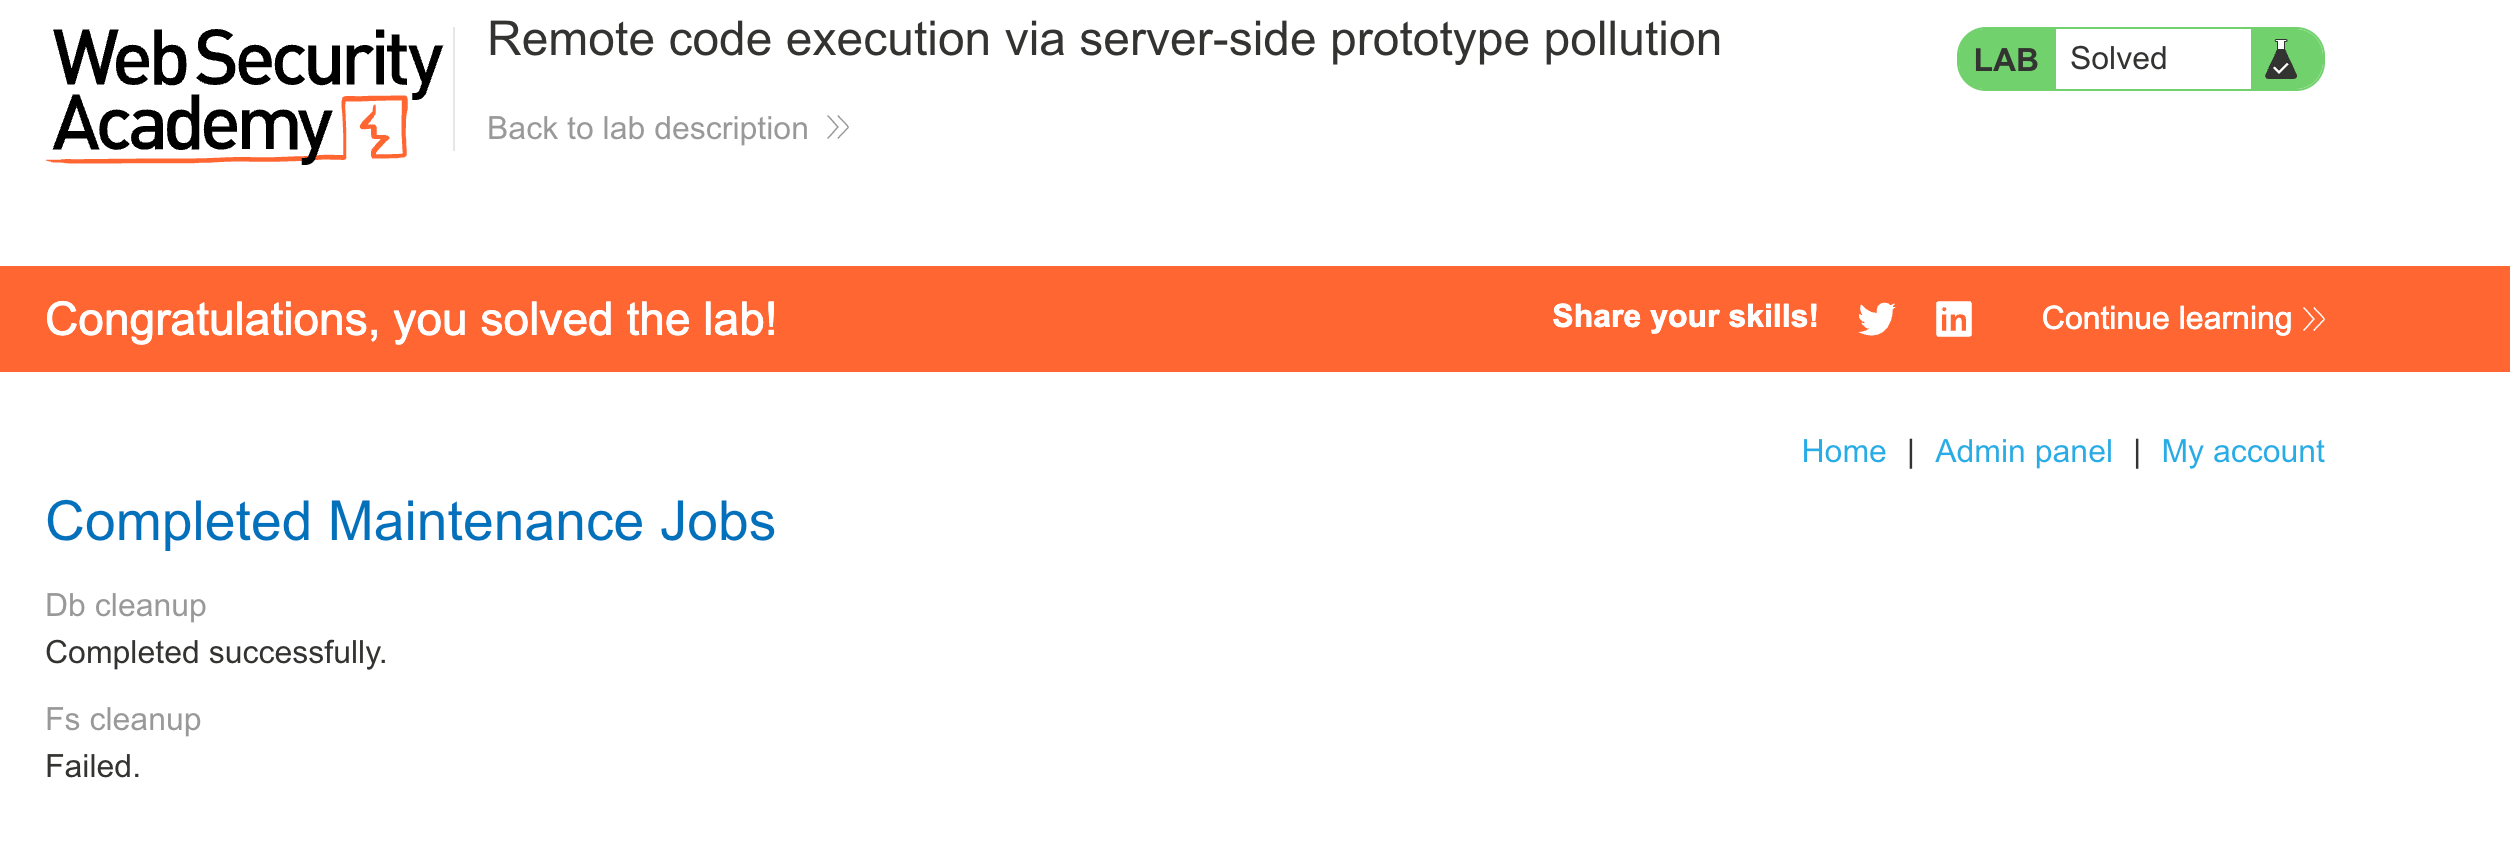 Web Security
Academy
Remote code execution via server-side prototype pollution
Back to lab description
LAB Solved
Congratulations, you solved the lab!
Share your skills!
Continue learning
Home | Admin panel | My account
Completed Maintenance Jobs
Db cleanup
Completed successfully.
Fs cleanup
Failed.